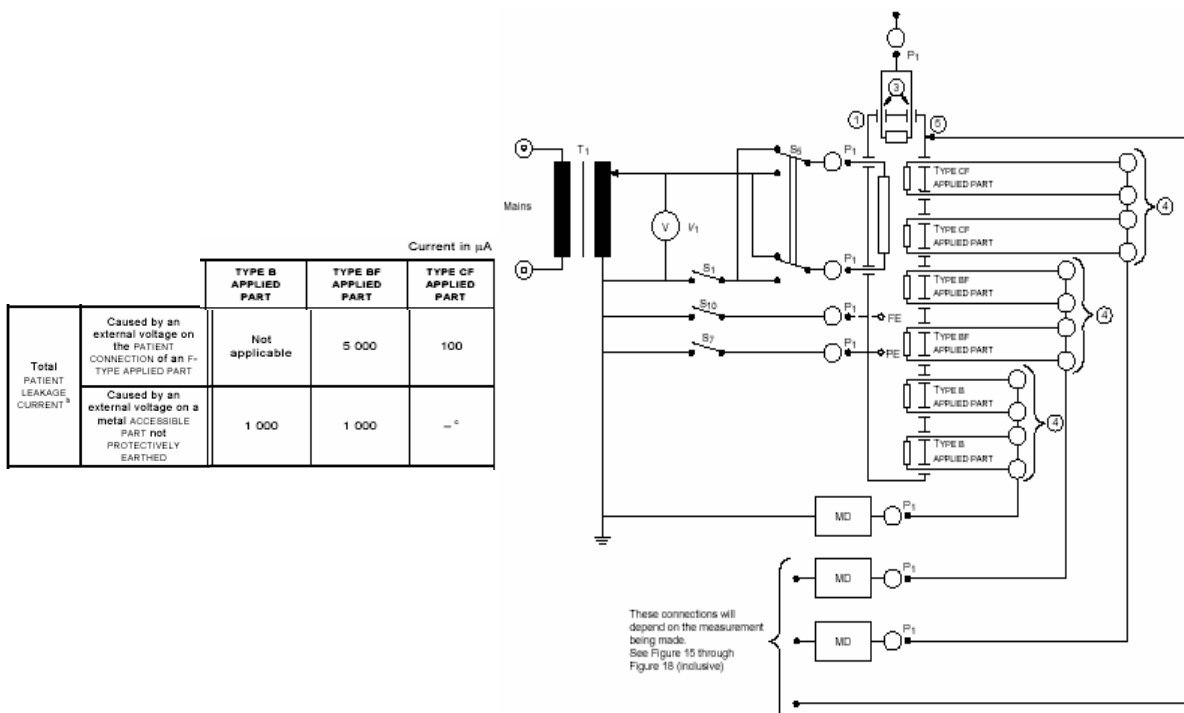 Current in µA
TYPE B
APPLIED
PART
TYPE BF
APPLIED
PART
TYPE CF
APPLIED
PART
Total
PATIENT
LEAKAGE
CURRENT a
Caused by an
external voltage on
the PATIENT
CONNECTION of an F-
TYPE APPLIED PART
Not
applicable
5 000
100
Caused by an
external voltage on a
metal ACCESSIBLE
PART not
PROTECTIVELY
EARTHED
1 000
1 000
– c
Mains
T1
V
V1
S1
S10
S7
S5
P1
P1
P1
P1
P1
FE
PE
1
3
5
TYPE CF
APPLIED PART
TYPE CF
APPLIED PART
4
TYPE BF
APPLIED PART
TYPE BF
APPLIED PART
4
TYPE B
APPLIED PART
TYPE B
APPLIED PART
4
MD
P1
MD
P1
MD
P1
These connections will
depend on the measurement
being made.
See Figure 15 through
Figure 18 (inclusive)